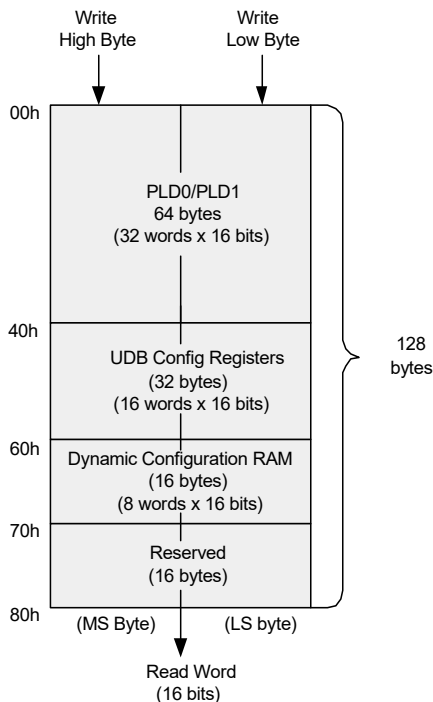 Write
High Byte
Write
Low Byte
00h
PLD0/PLD1
64 bytes
(32 words x 16 bits)
40h
UDB Config Registers
(32 bytes)
(16 words x 16 bits)
128
bytes
60h
Dynamic Configuration RAM
(16 bytes)
(8 words x 16 bits)
70h
Reserved
(16 bytes)
80h
(MS Byte)
(LS byte)
Read Word
(16 bits)